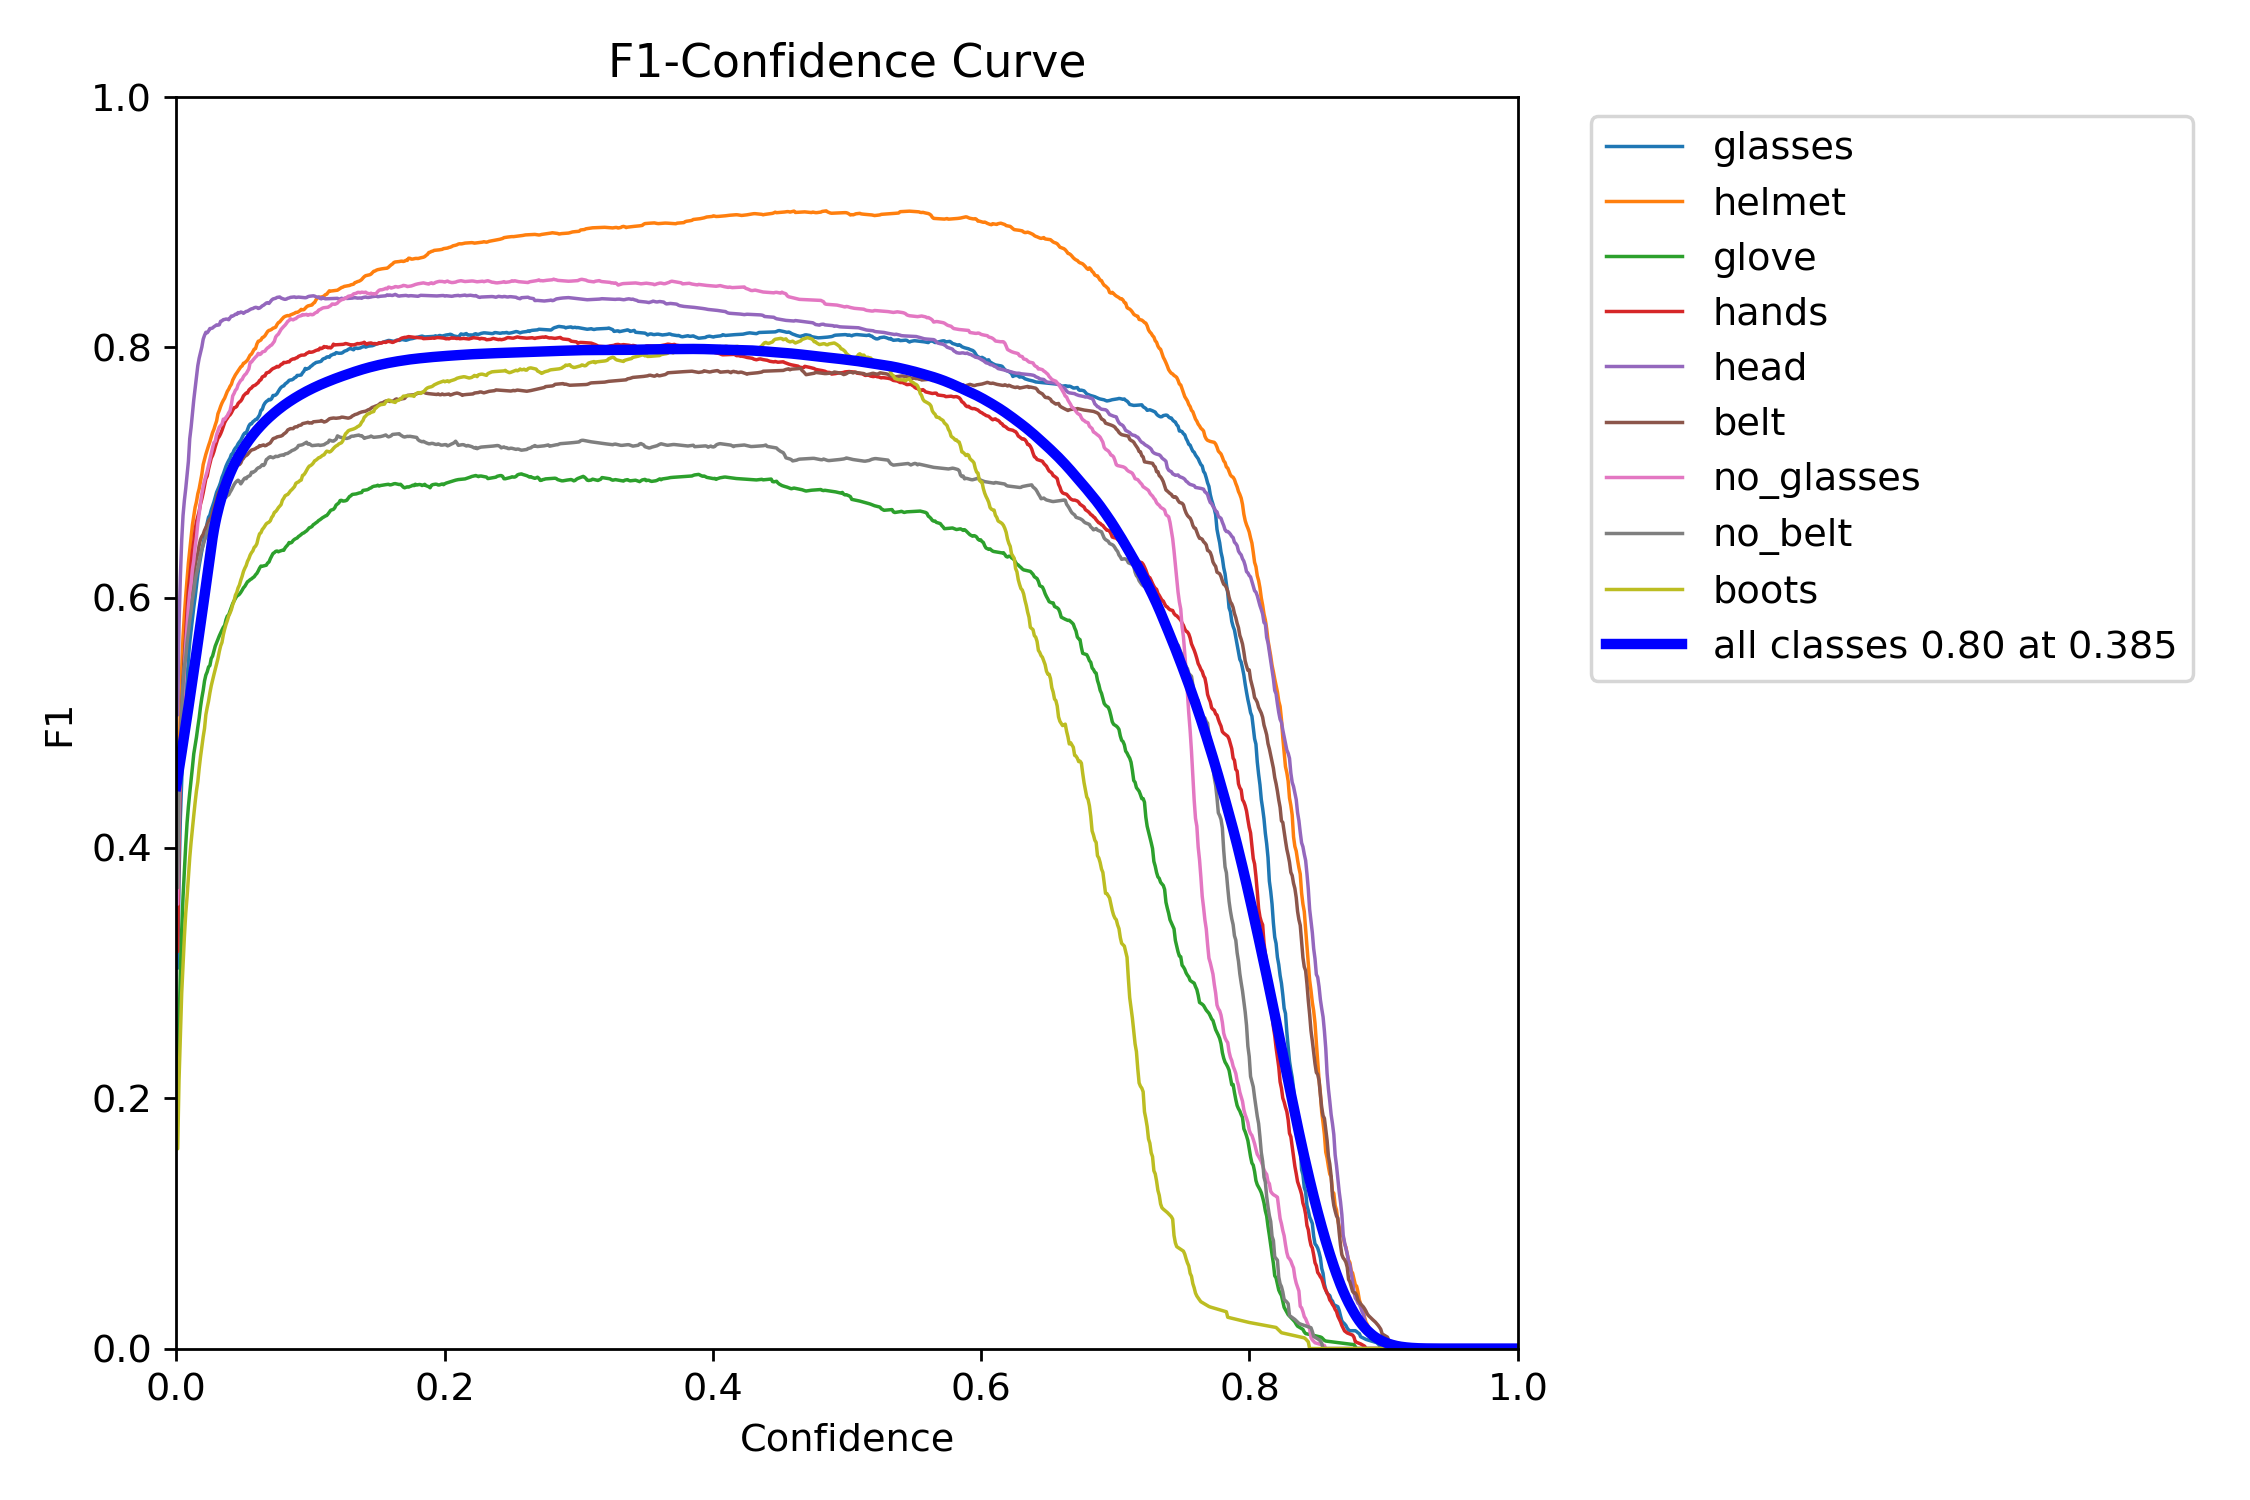 F1-Confidence Curve
1.0
0.8
0.6
0.4
0.2
0.0
F1
0.0 0.2 0.4 0.6 0.8 1.0
Confidence
glasses
helmet
glove
hands
head
belt
no_glasses
no_belt
boots
all classes 0.80 at 0.385